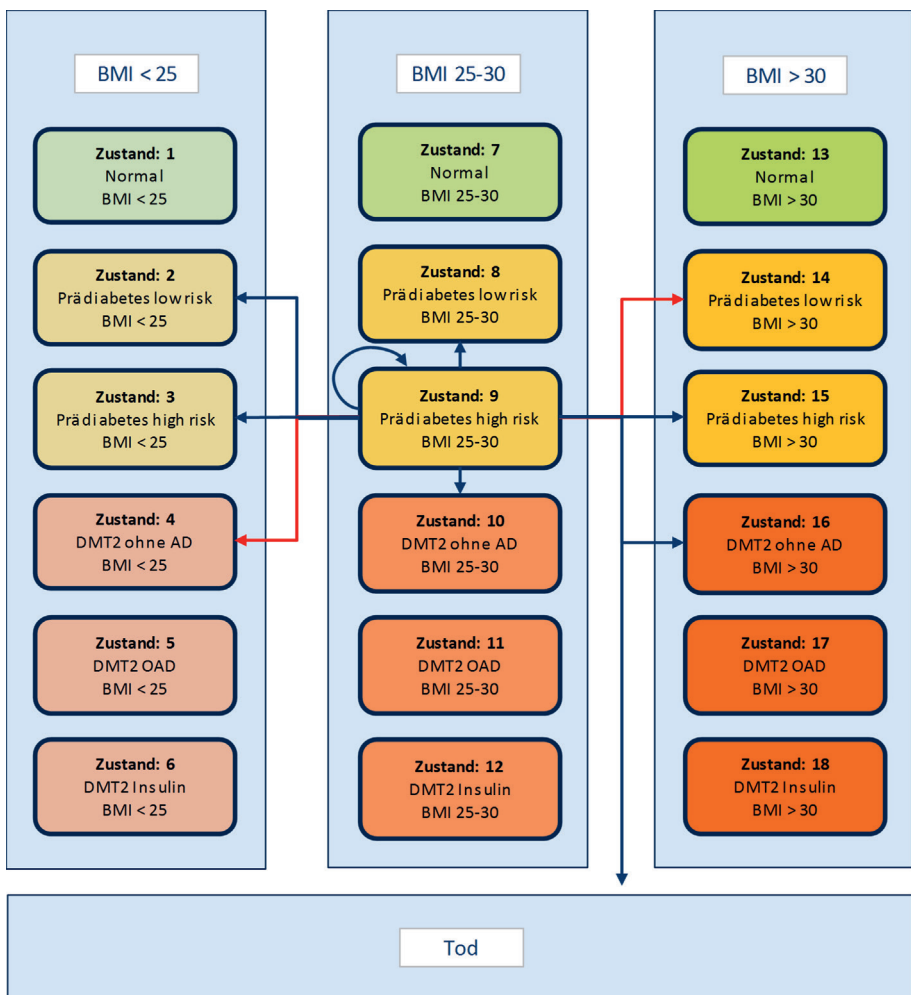 BMI < 25
Zustand: 1
Normal
BMI < 25
Zustand: 2
Prädiabetes low risk
BMI < 25
Zustand: 3
Prädiabetes high risk
BMI < 25
Zustand: 4
DMT2 ohne AD
BMI < 25
Zustand: 5
DMT2 OAD
BMI < 25
Zustand: 6
DMT2 Insulin
BMI < 25
BMI 25-30
Zustand: 7
Normal
BMI 25-30
Zustand: 8
Prädiabetes low risk
BMI 25-30
Zustand: 9
Prädiabetes high risk
BMI 25-30
Zustand: 10
DMT2 ohne AD
BMI 25-30
Zustand: 11
DMT2 OAD
BMI 25-30
Zustand: 12
DMT2 Insulin
BMI 25-30
BMI > 30
Zustand: 13
Normal
BMI > 30
Zustand: 14
Prädiabetes low risk
BMI > 30
Zustand: 15
Prädiabetes high risk
BMI > 30
Zustand: 16
DMT2 ohne AD
BMI > 30
Zustand: 17
DMT2 OAD
BMI > 30
Zustand: 18
DMT2 Insulin
BMI > 30
Tod